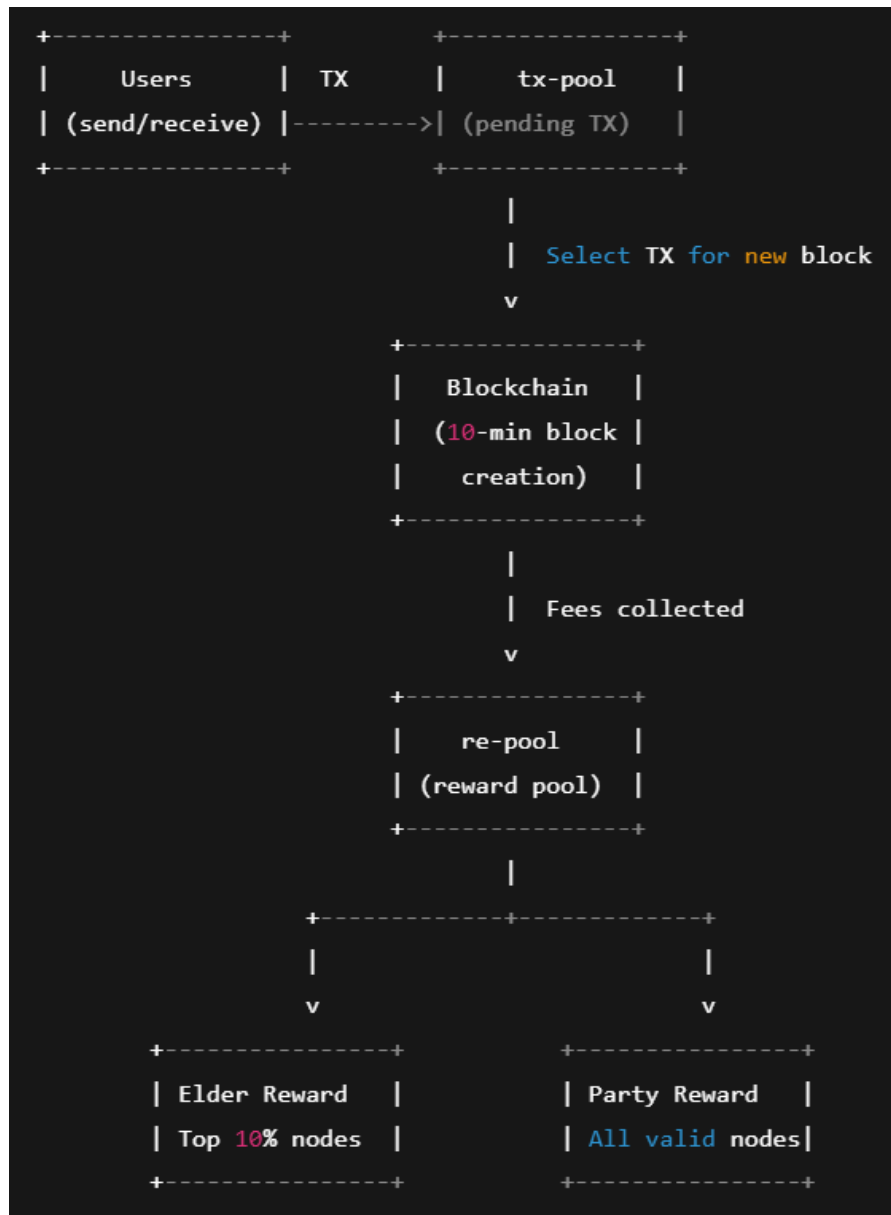 +----------------+          +----------------+
|     Users      |  TX      |     tx-pool    |
| (send/receive) |--------->| (pending TX)   |
+----------------+          +----------------+
|
|  Select TX for new block
v
+----------------+
|   Blockchain   |
|  (10-min block |
|    creation)   |
+----------------+
|
|  Fees collected
v
+----------------+
|    re-pool     |
| (reward pool)  |
+----------------+
|
+-------------+-------------+
|                           |
v                           v
+----------------+           +----------------+
| Elder Reward   |           | Party Reward   |
| Top 10% nodes  |           | All valid nodes|
+----------------+           +----------------+